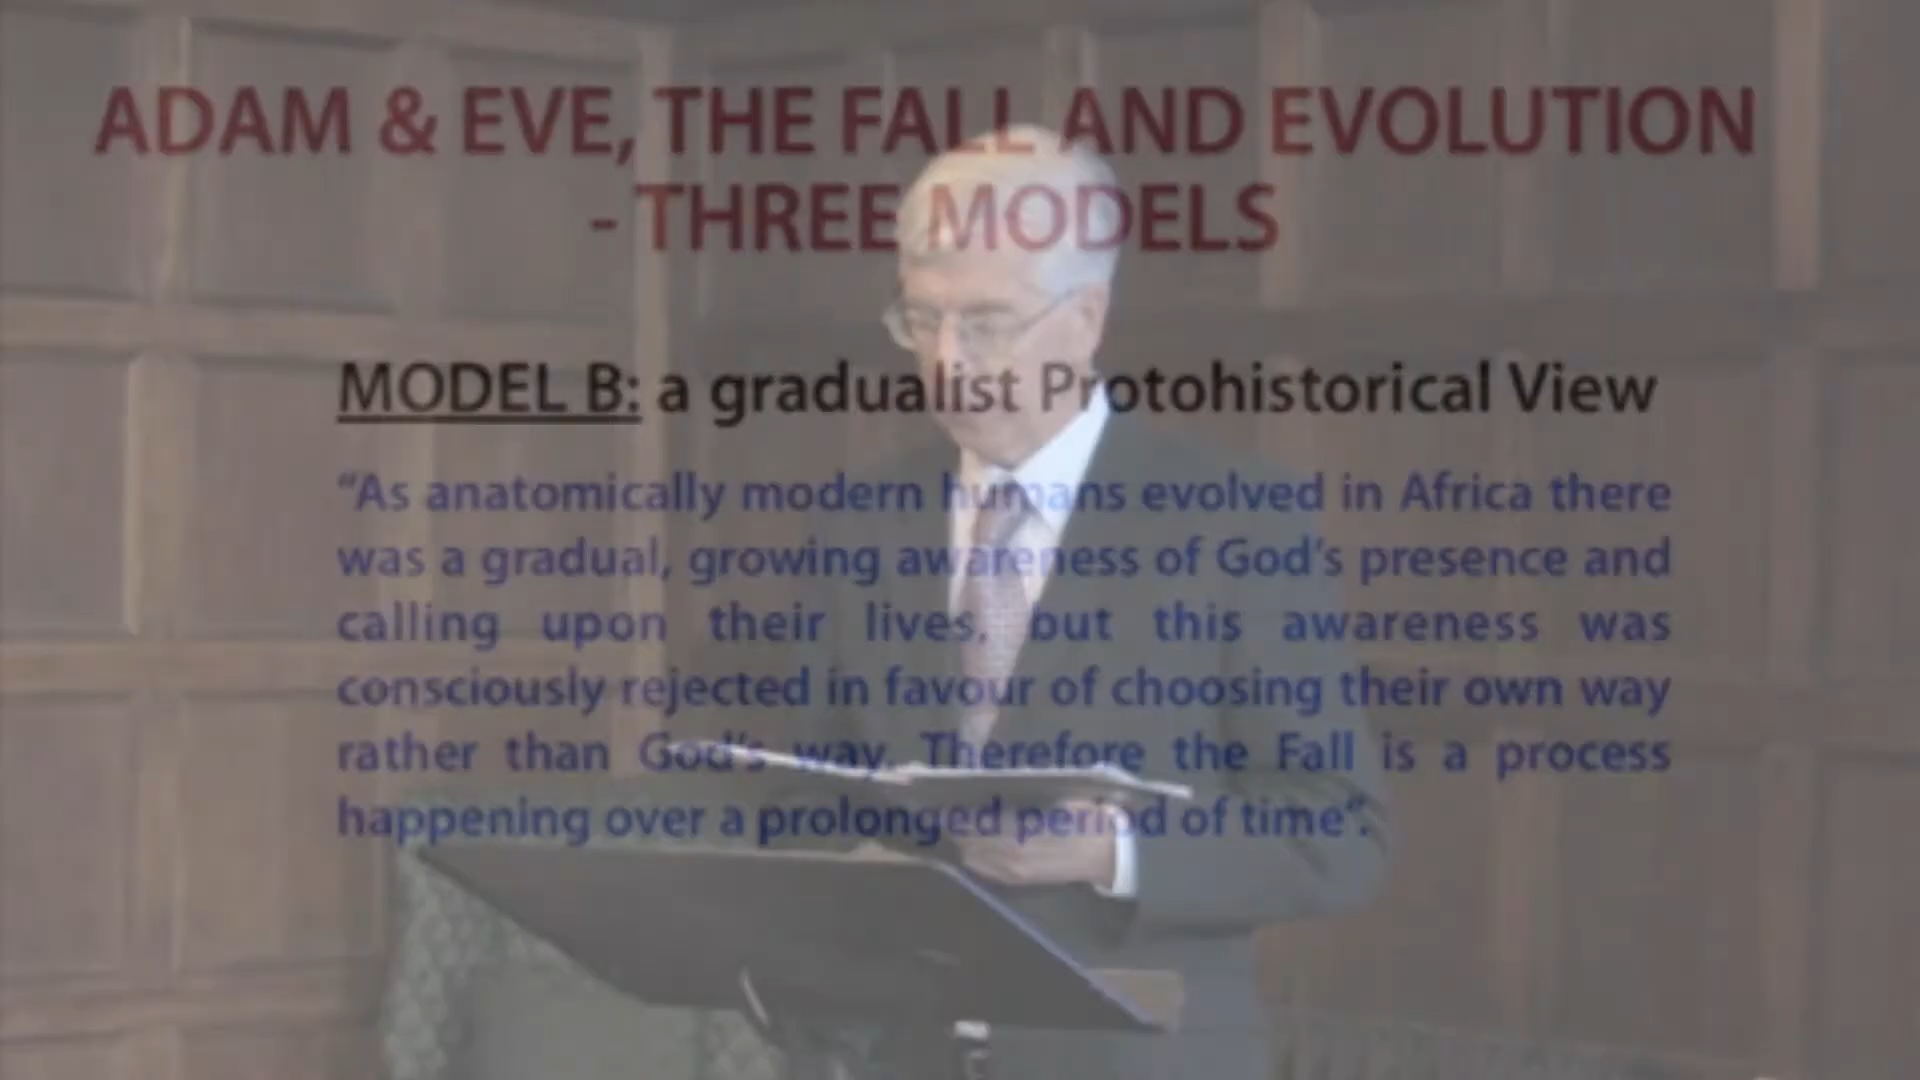 ADAM & EVE, THE FALL AND EVOLUTION
- THREE MODELS
MODEL B: a gradualist Protohistorical View
“As anatomically modern humans evolved in Africa there
was a gradual, growing awareness of God’s presence and
calling upon their lives, but this awareness was
consciously rejected in favour of choosing their own way
rather than God’s way. Therefore the Fall is a process
happening over a prolonged period of time”.